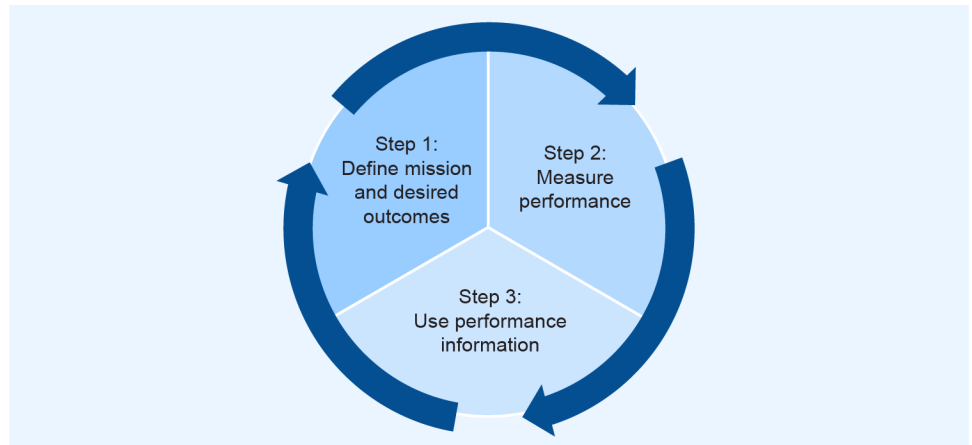 Step 1:
Define mission
and desired
outcomes
Step 2:
Measure
performance
Step 3:
Use performance
information